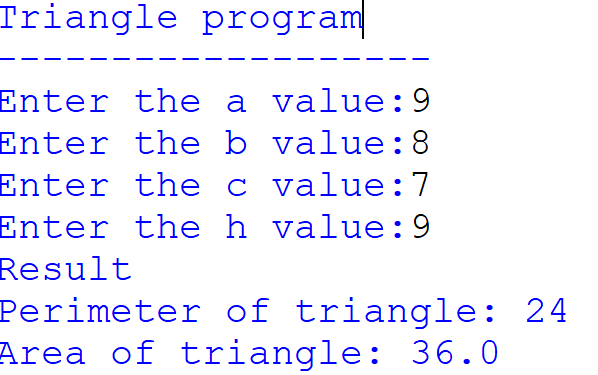 Triangle program
-------------------
Enter the a value:9
Enter the b value:8
Enter the c value:7
Enter the h value:9
Result
Perimeter of triangle: 24
Area of triangle: 36.0